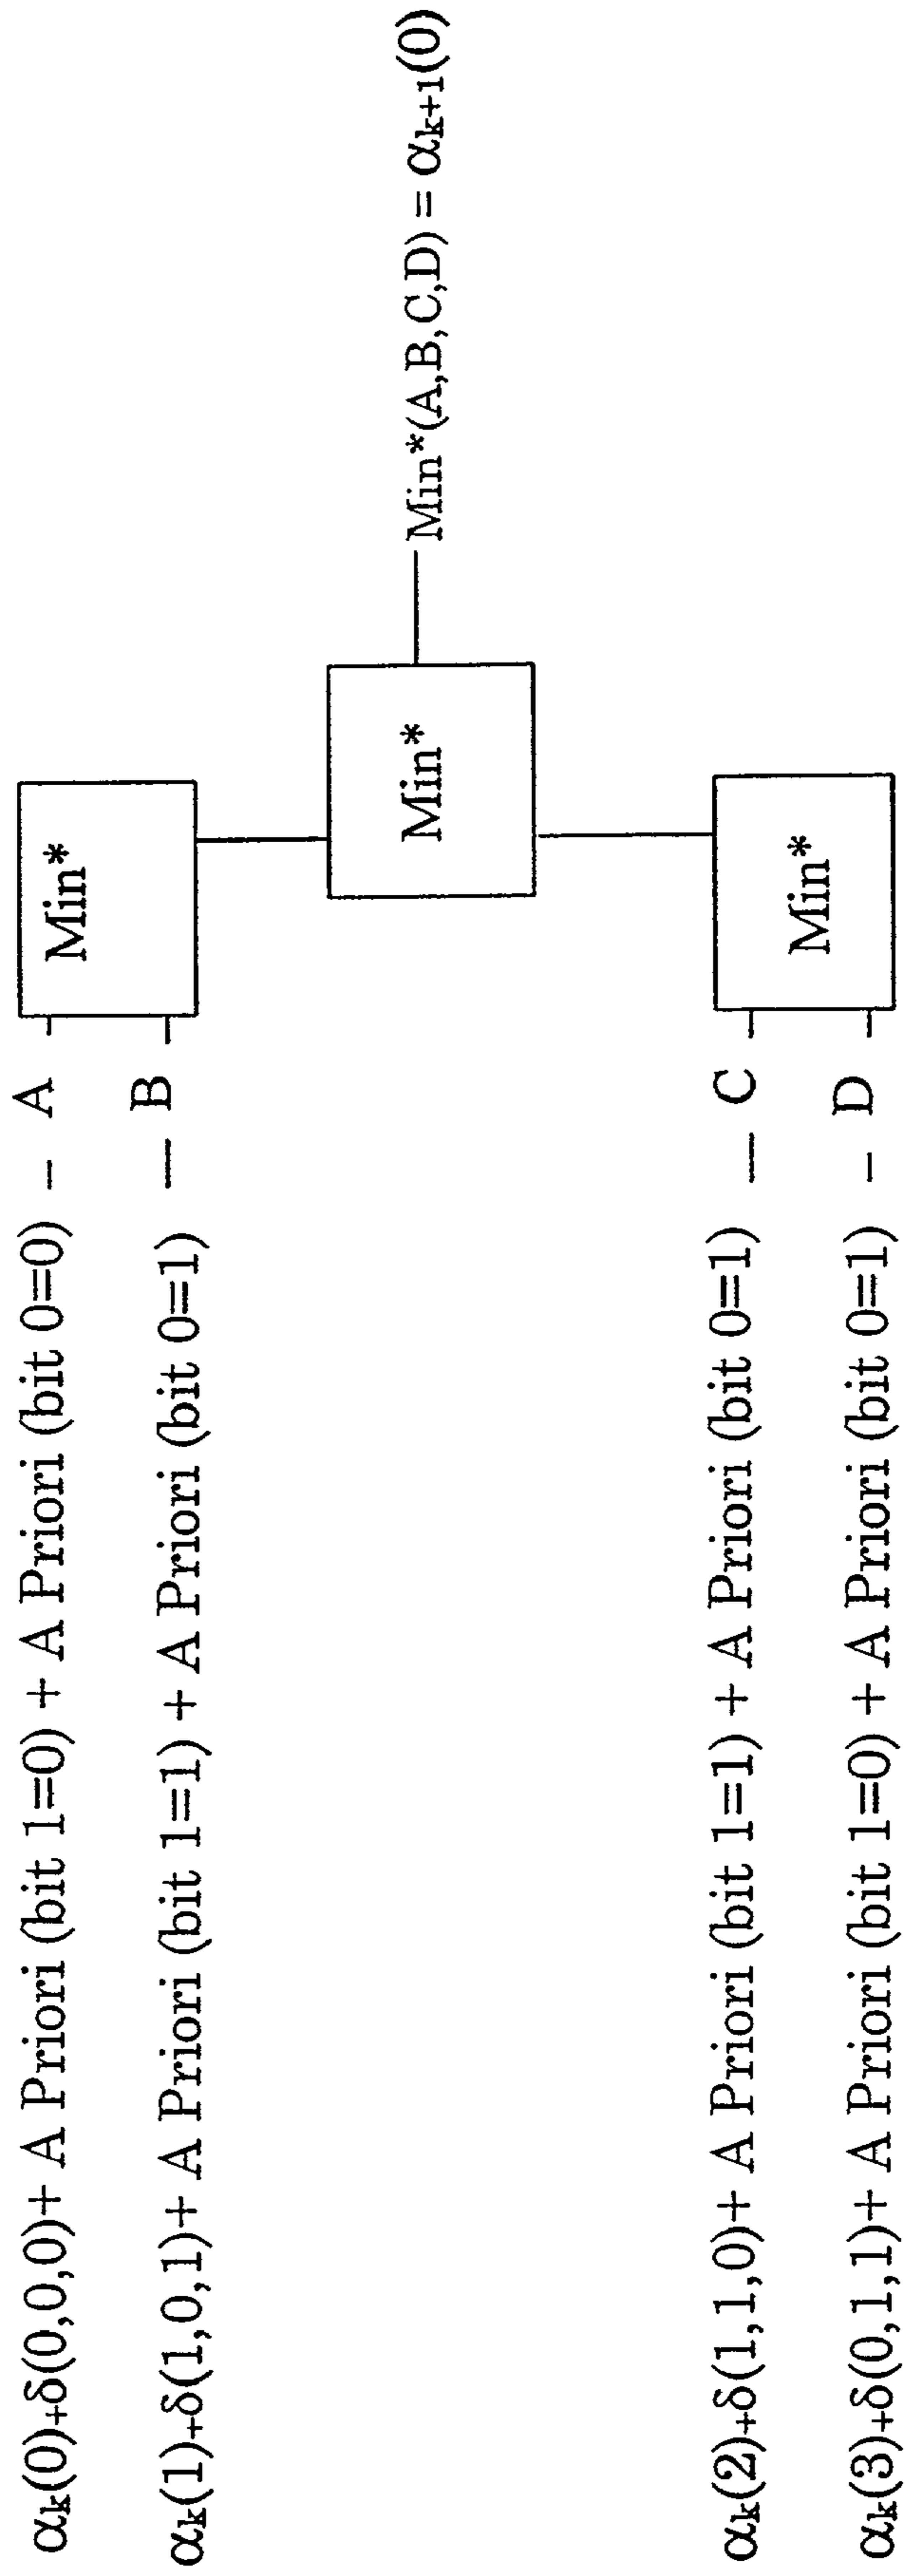 αₖ(0)+δ(0,0,0)+ A Priori (bit 1=0) + A Priori (bit 0=0) – A
Min*
αₖ(1)+δ(1,0,1)+ A Priori (bit 1=1) + A Priori (bit 0=1) — B
Min*
Min*(A,B,C,D) = αₖ₊₁(0)
αₖ(2)+δ(1,1,0)+ A Priori (bit 1=1) + A Priori (bit 0=1) — C
Min*
αₖ(3)+δ(0,1,1)+ A Priori (bit 1=0) + A Priori (bit 0=1) – D